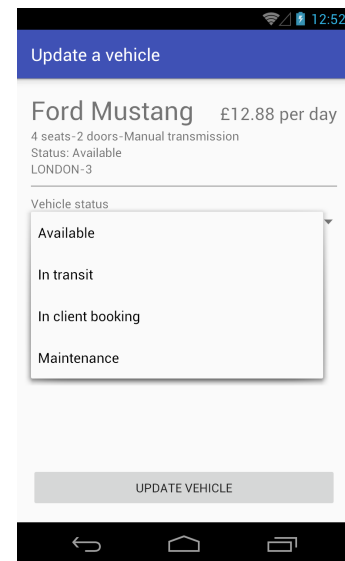 12:52
Update a vehicle
Ford Mustang £12.88 per day
4 seats-2 doors-Manual transmission
Status: Available
LONDON-3
Vehicle status
Available
In transit
In client booking
Maintenance
UPDATE VEHICLE